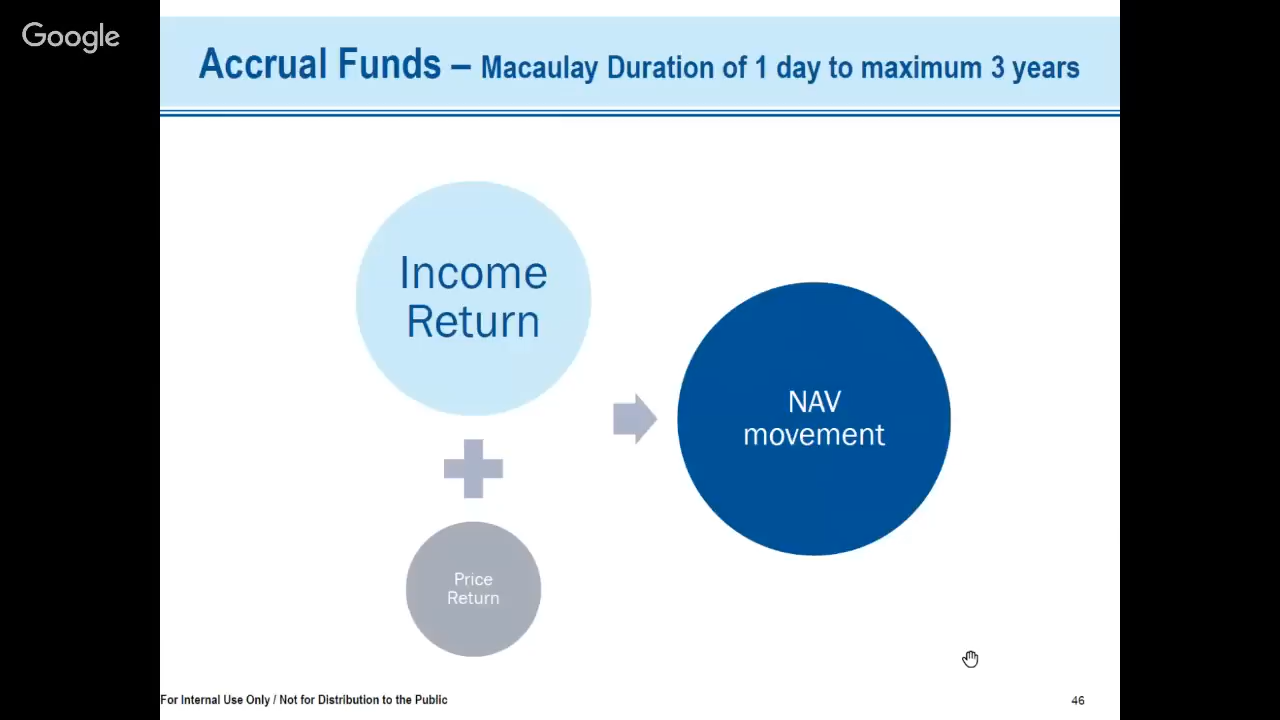 Google
Accrual Funds – Macaulay Duration of 1 day to maximum 3 years
Income
Return
NAV
movement
Price
Return
For Internal Use Only / Not for Distribution to the Public
46